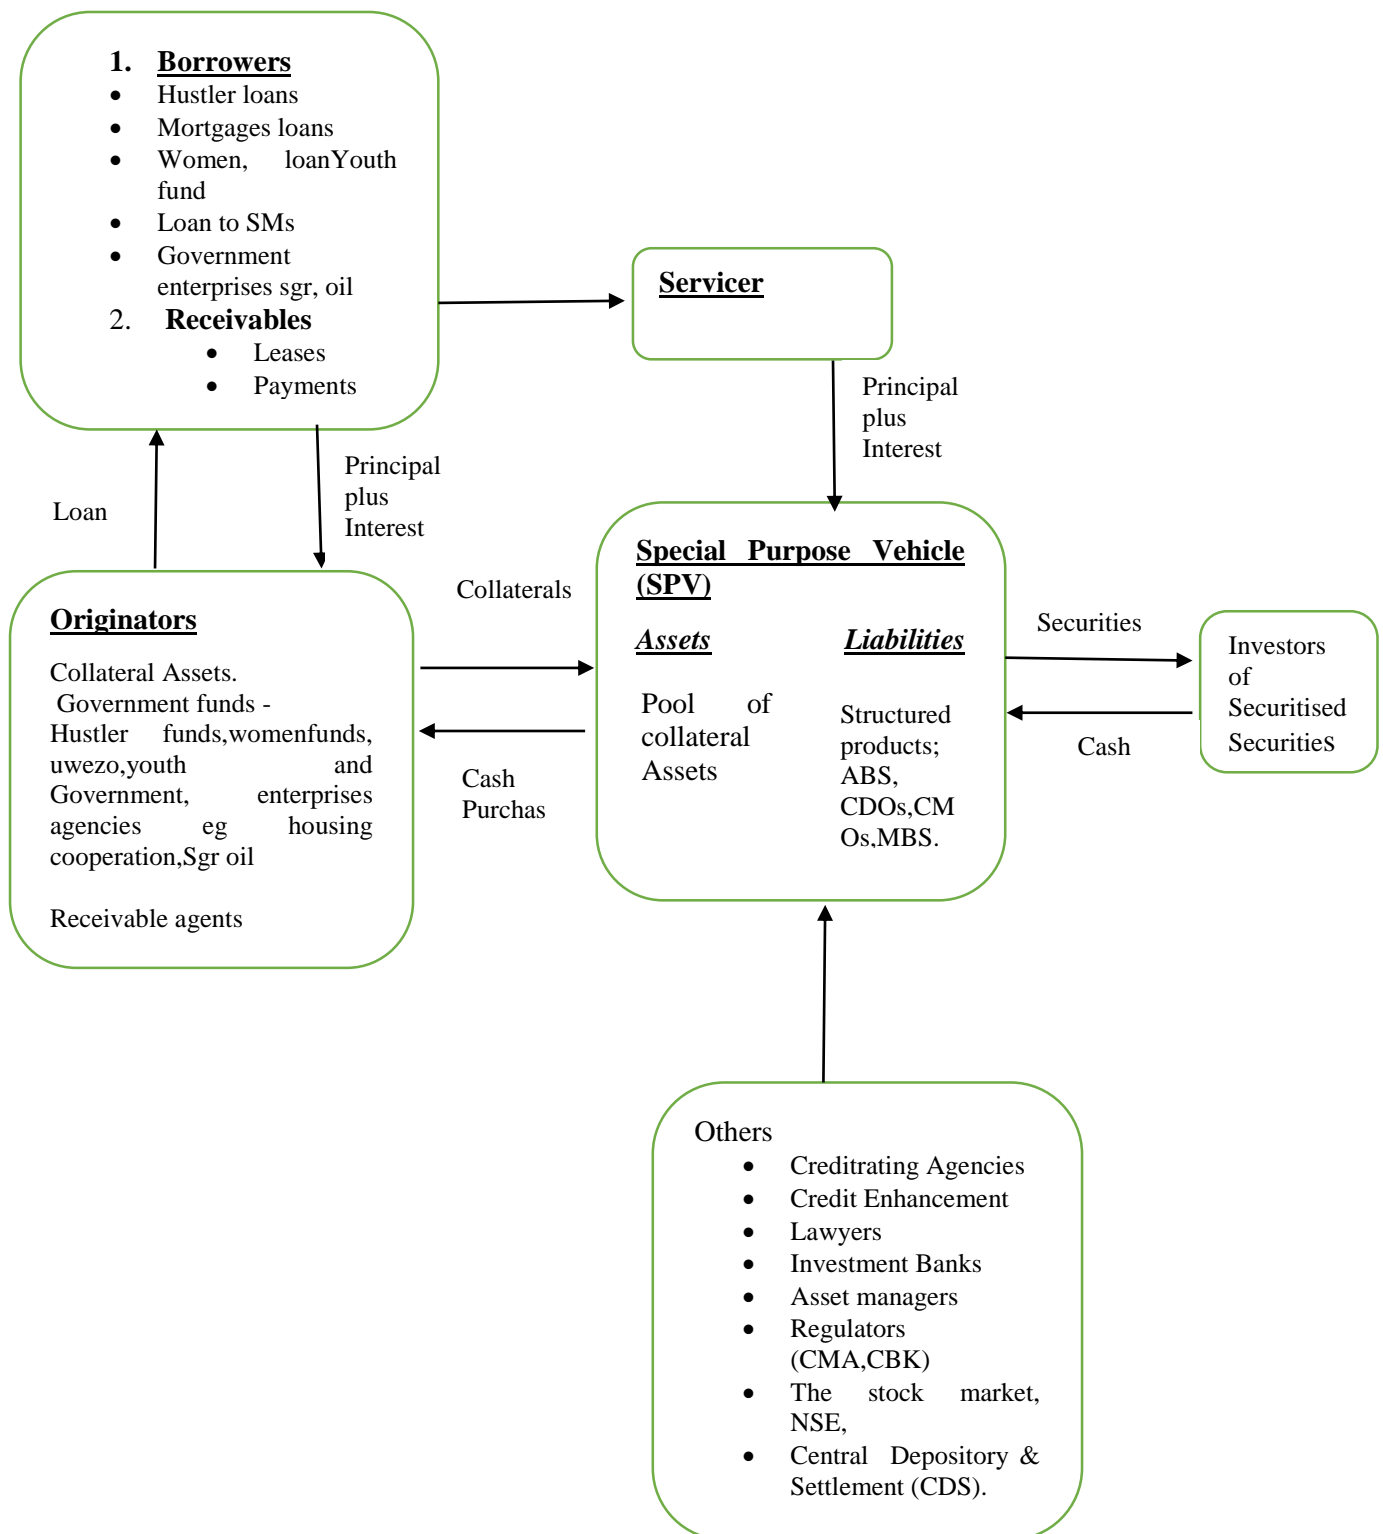 1. Borrowers
• Hustler loans
• Mortgages loans
• Women, loanYouth
fund
• Loan to SMs
• Government
enterprises sgr, oil
2. Receivables
• Leases
• Payments
Servicer
Principal
plus
Interest
Loan
Principal
plus
Interest
Originators
Collateral Assets.
Government funds -
Hustler funds,womenfunds,
uwezo,youth and
Government, enterprises
agencies eg housing
cooperation,Sgr oil
Receivable agents
Collaterals
Cash
Purchas
Special Purpose Vehicle
(SPV)
Assets
Pool of
collateral
Assets
Liabilities
Structured
products;
ABS,
CDOs,CM
Os,MBS.
Securities
Cash
Investors
of
Securitised
Securities
Others
• Creditrating Agencies
• Credit Enhancement
• Lawyers
• Investment Banks
• Asset managers
• Regulators
(CMA,CBK)
• The stock market,
NSE,
• Central Depository &
Settlement (CDS).